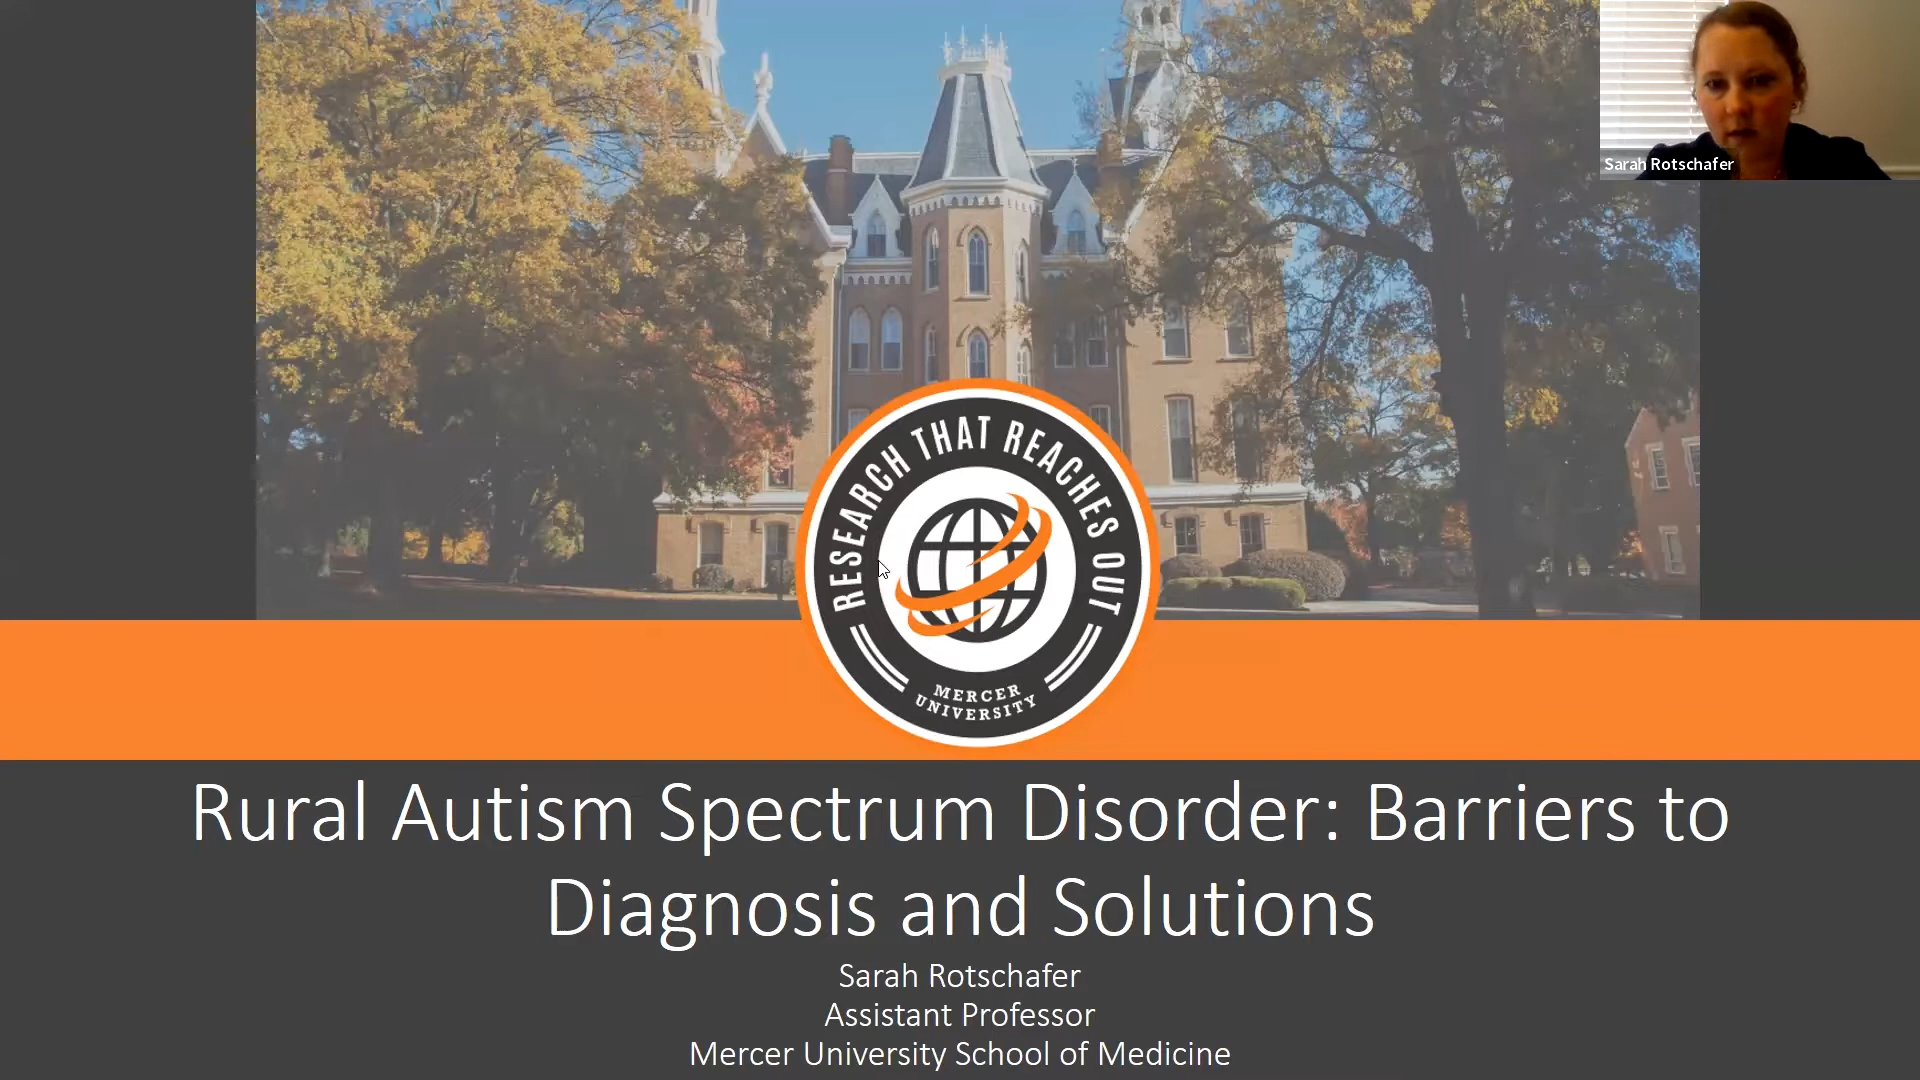 Sarah Rotschafer
RESEARCH THAT REACHES OUT
MERCER
UNIVERSITY
Rural Autism Spectrum Disorder: Barriers to
Diagnosis and Solutions
Sarah Rotschafer
Assistant Professor
Mercer University School of Medicine